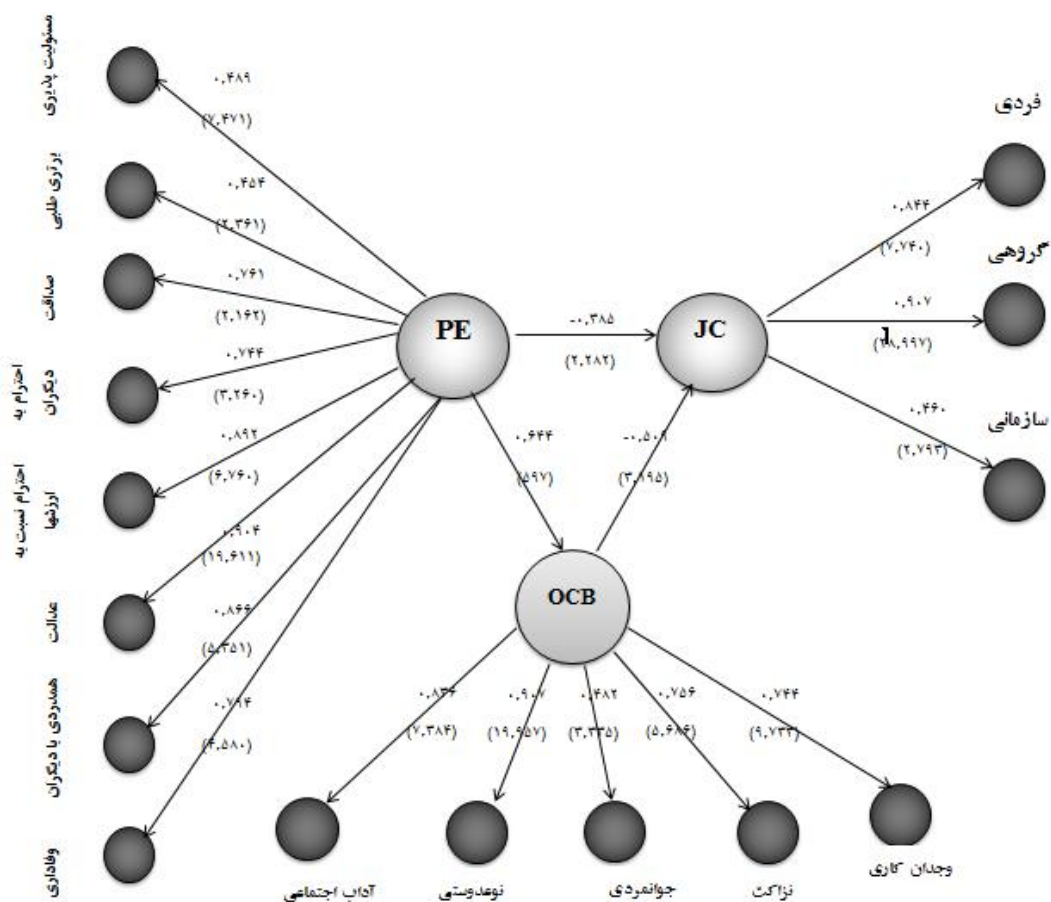 مسئولیت پذیری
۰,۴۸۹
(۷,۴۷۱)
برتری طلبی
۰,۴۵۴
(۲,۳۶۱)
صداقت
۰,۷۶۱
(۲,۱۶۲)
احترام به
دیگران
۰,۷۴۴
(۳,۲۶۰)
احترام نسبت به
ارزشها
۰,۸۹۲
(۶,۷۶۰)
عدالت
۰,۹۰۴
(۱۹,۶۱۱)
همدردی با دیگران
۰,۸۶۶
(۵,۳۵۱)
وفاداری
۰,۷۹۴
(۴,۵۸۰)
PE
-۰,۳۸۵
(۲,۲۸۲)
JC
فردی
۰,۸۴۴
(۷,۷۴۰)
گروهی
۰,۹۰۷
سازمانی
۰,۴۶۰
(۲,۷۹۳)
۰,۶۴۴
(۵۹۷)
-۰,۵۰۹
(۳,۱۹۵)
OCB
۰,۸۳۶
(۷,۳۸۴)
۰,۹۰۷
(۱۹,۹۵۷)
۰,۴۸۲
(۳,۳۳۵)
۰,۷۵۶
(۵,۶۸۶)
۰,۷۴۴
(۹,۷۳۳)
آداب اجتماعی
نوعدوستی
جوانمردی
نزاکت
وجدان کاری